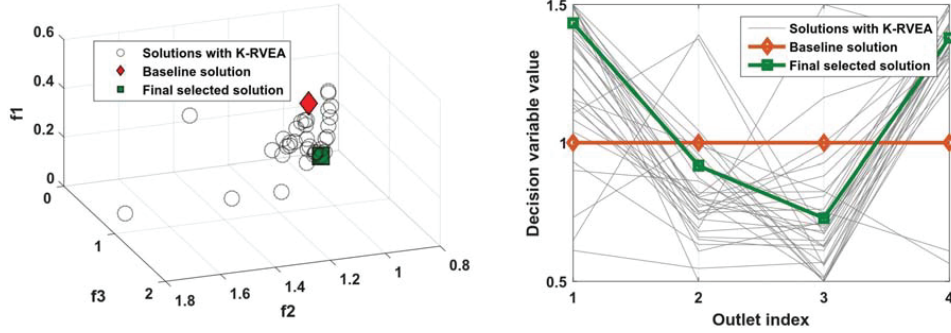 0.6
0.4
0.2
0
f1
Solutions with K-RVEA
Baseline solution
Final selected solution
0
1
2
f3
1.8
1.6
1.4
1.2
1
0.8
f2
1.5
1
0.5
Decision variable value
Solutions with K-RVEA
Baseline solution
Final selected solution
1
2
3
4
Outlet index